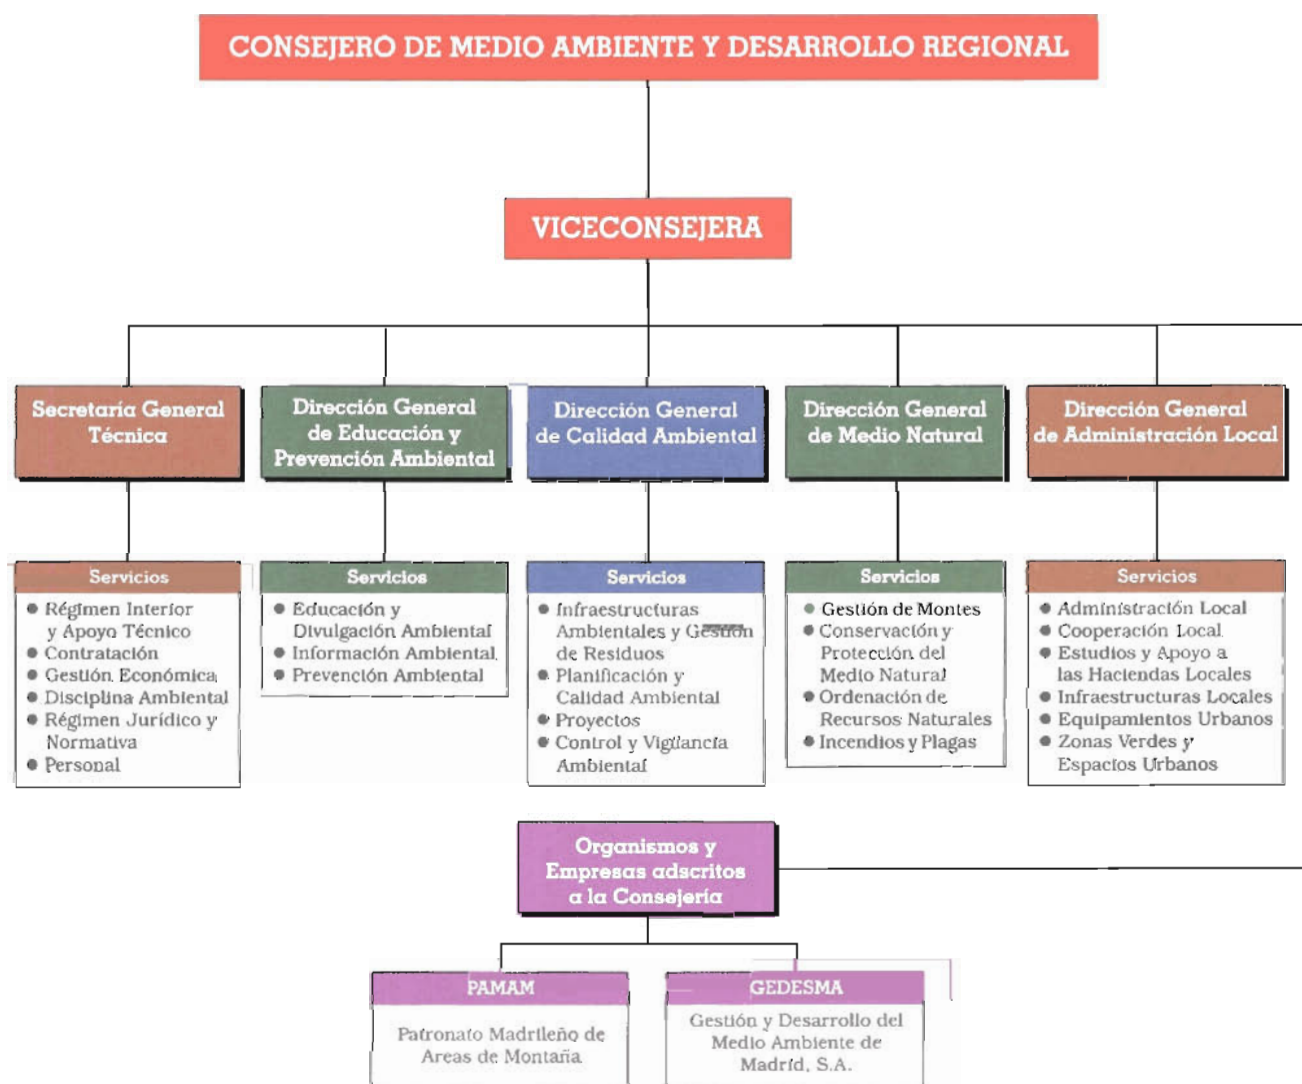 CONSEJERO DE MEDIO AMBIENTE Y DESARROLLO REGIONAL
VICECONSEJERA
Secretaría General
Técnica
Dirección General
de Educación y
Prevención Ambiental
Dirección General
de Calidad Ambiental
Dirección General
de Medio Natural
Dirección General
de Administración Local
Servicios
● Régimen Interior
y Apoyo Técnico
● Contratación
● Gestión Económica
● Disciplina Ambiental
● Régimen Jurídico y
Normativa
● Personal
Servicios
● Educación y
Divulgación Ambiental
● Información Ambiental
● Prevención Ambiental
Servicios
● Infraestructuras
Ambientales y Gestión
de Residuos
● Planificación y
Calidad Ambiental
● Proyectos
● Control y Vigilancia
Ambiental
Servicios
● Gestión de Montes
● Conservación y
Protección del
Medio Natural
● Ordenación de
Recursos Naturales
● Incendios y Plagas
Servicios
● Administración Local
● Cooperación Local
● Estudios y Apoyo a
las Haciendas Locales
● Infraestructuras Locales
● Equipamientos Urbanos
● Zonas Verdes y
Espacios Urbanos
Organismos y
Empresas adscritos
a la Consejería
PAMAM
Patronato Madrileño de
Areas de Montaña
GEDESMA
Gestión y Desarrollo del
Medio Ambiente de
Madrid, S.A.